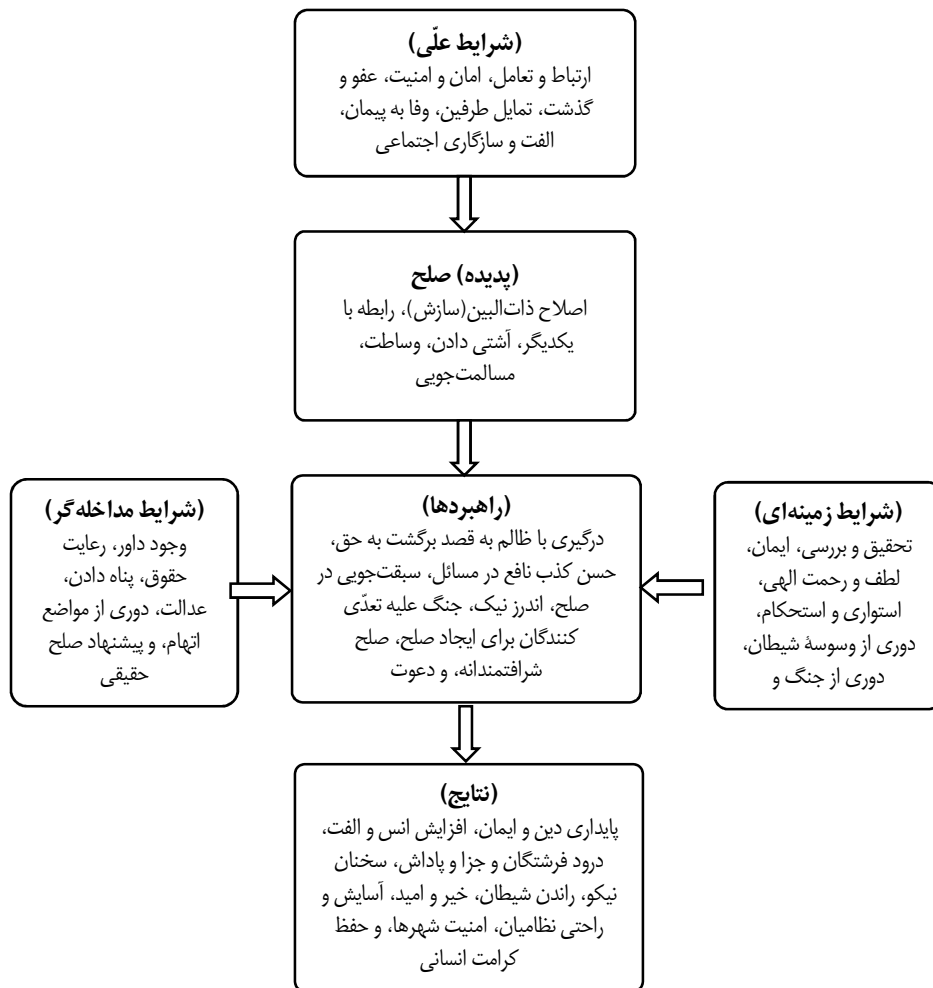 (شرایط علّی)
ارتباط و تعامل، امان و امنیت، عفو و
گذشت، تمایل طرفین، وفا به پیمان،
الفت و سازگاری اجتماعی
(پدیده) صلح
اصلاح ذات‌البین(سازش)، رابطه با
یکدیگر، آشتی دادن، وساطت،
مسالمت‌جویی
(شرایط زمینه‌ای)
تحقیق و بررسی، ایمان،
لطف و رحمت الهی،
استواری و استحکام،
دوری از وسوسۀ شیطان،
دوری از جنگ و
(راهبردها)
درگیری با ظالم به قصد برگشت به حق،
حسن کذب نافع در مسائل، سبقت‌جویی در
صلح، اندرز نیک، جنگ علیه تعدّی
کنندگان برای ایجاد صلح، صلح
شرافتمندانه، و دعوت
(شرایط مداخله‌گر)
وجود داور، رعایت
حقوق، پناه دادن،
عدالت، دوری از مواضع
اتهام، و پیشنهاد صلح
حقیقی
(نتایج)
پایداری دین و ایمان، افزایش انس و الفت،
درود فرشتگان و جزا و پاداش، سخنان
نیکو، راندن شیطان، خیر و امید، آسایش و
راحتی نظامیان، امنیت شهرها، و حفظ
کرامت انسانی